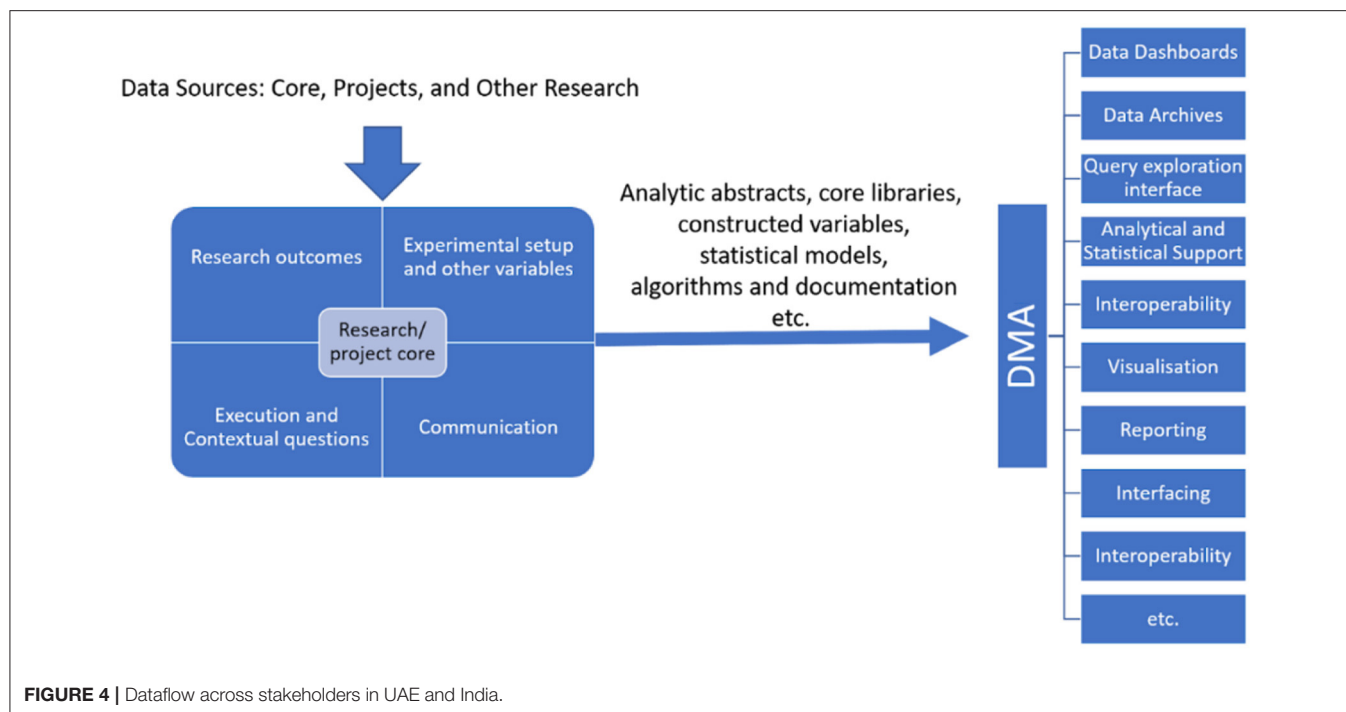 Data Sources: Core, Projects, and Other Research
Research outcomes
Experimental setup
and other variables
Research/
project core
Execution and
Contextual questions
Communication
Analytic abstracts, core libraries,
constructed variables,
statistical models,
algorithms and documentation
etc.
DMA
Data Dashboards
Data Archives
Query exploration
interface
Analytical and
Statistical Support
Interoperability
Visualisation
Reporting
Interfacing
Interoperability
etc.
FIGURE 4 | Dataflow across stakeholders in UAE and India.